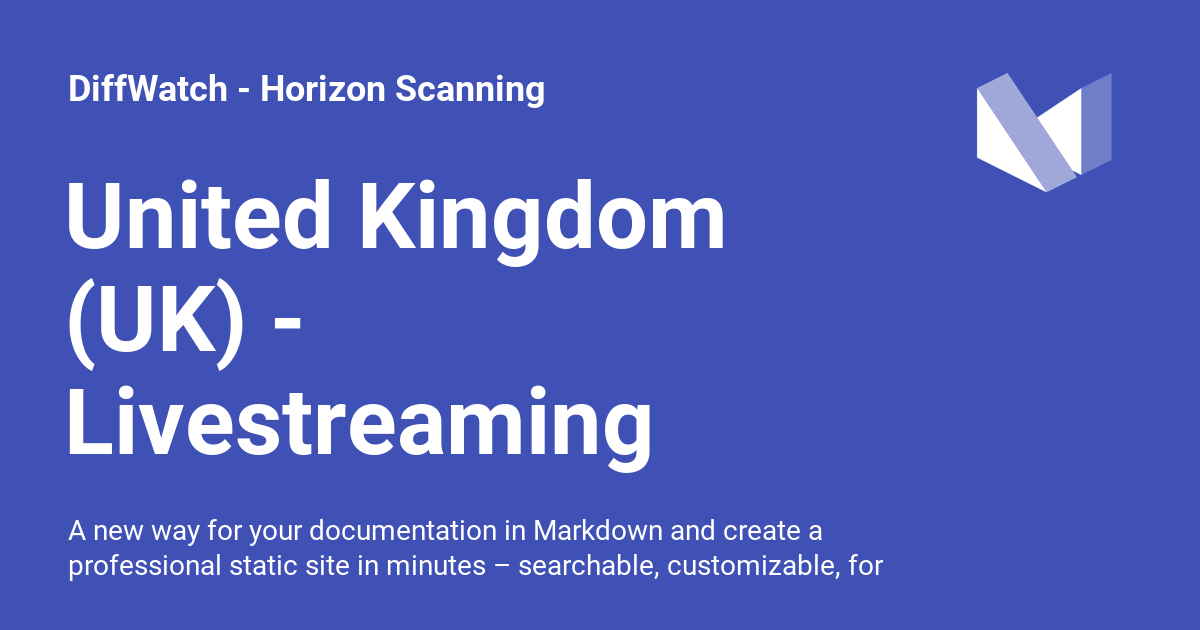 DiffWatch - Horizon Scanning
United Kingdom
(UK) -
Livestreaming
A new way for your documentation in Markdown and create a
professional static site in minutes – searchable, customizable, for